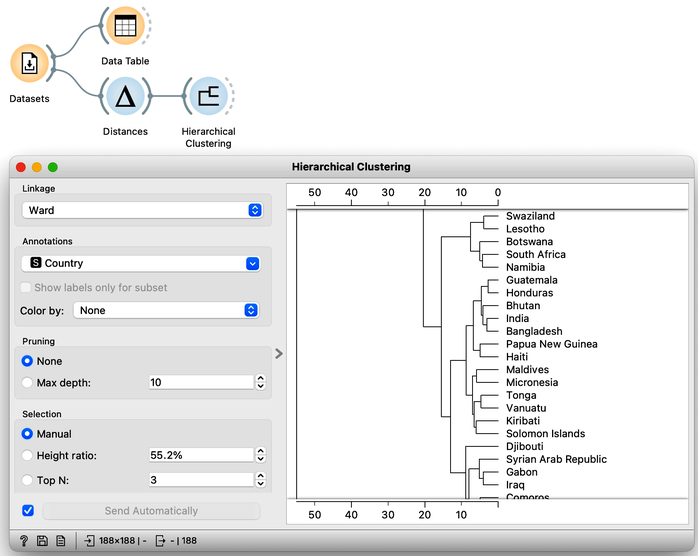 Data Table
Datasets
Distances
Hierarchical
Clustering
Hierarchical Clustering
Linkage
Ward
Annotations
S Country
Show labels only for subset
Color by: None
Pruning
None
Max depth: 10
Selection
Manual
Height ratio: 55.2%
Top N: 3
Send Automatically
50 40 30 20 10 0
Swaziland
Lesotho
Botswana
South Africa
Namibia
Guatemala
Honduras
Bhutan
India
Bangladesh
Papua New Guinea
Haiti
Maldives
Micronesia
Tonga
Vanuatu
Kiribati
Solomon Islands
Djibouti
Syrian Arab Republic
Gabon
Iraq
Comoros
50 40 30 20 10 0
? 188×188 | - - | 188